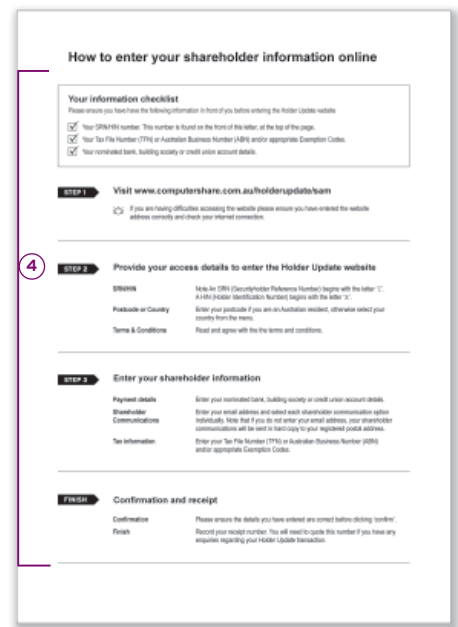 How to enter your shareholder information online
Your information checklist
Please ensure you have have the following information in front of you before entering the Holder Update website
Your SRN/HIN number. This number is found on the front of this letter, at the top of the page.
Your Tax File Number (TFN) or Australian Business Number (ABN) and/or appropriate Exemption Codes.
Your nominated bank, building society or credit union account details.
STEP 1 Visit www.computershare.com.au/holderupdate/sam
If you are having difficulties accessing the website please ensure you have entered the website
address correctly and check your internet connection.
4
STEP 2 Provide your access details to enter the Holder Update website
SRN/HIN Note An SRN (Securityholder Reference Number) begins with the letter 'I'.
A HIN (Holder Identification Number) begins with the letter 'X'.
Postcode or Country Enter your postcode if you are an Australian resident, otherwise select your
country from the menu.
Terms & Conditions Read and agree with the the terms and conditions.
STEP 3 Enter your shareholder information
Payment details Enter your nominated bank, building society or credit union account details.
Shareholder Enter your email address and select each shareholder communication option
Communications individually. Note that if you do not enter your email address, your shareholder
communications will be sent in hard copy to your registered postal address.
Tax information Enter your Tax File Number (TFN) or Australian Business Number (ABN)
and/or appropriate Exemption Codes.
FINISH Confirmation and receipt
Confirmation Please ensure the details you have entered are correct before clicking 'confirm'.
Finish Record your receipt number. You will need to quote this number if you have any
enquiries regarding your Holder Update transaction.